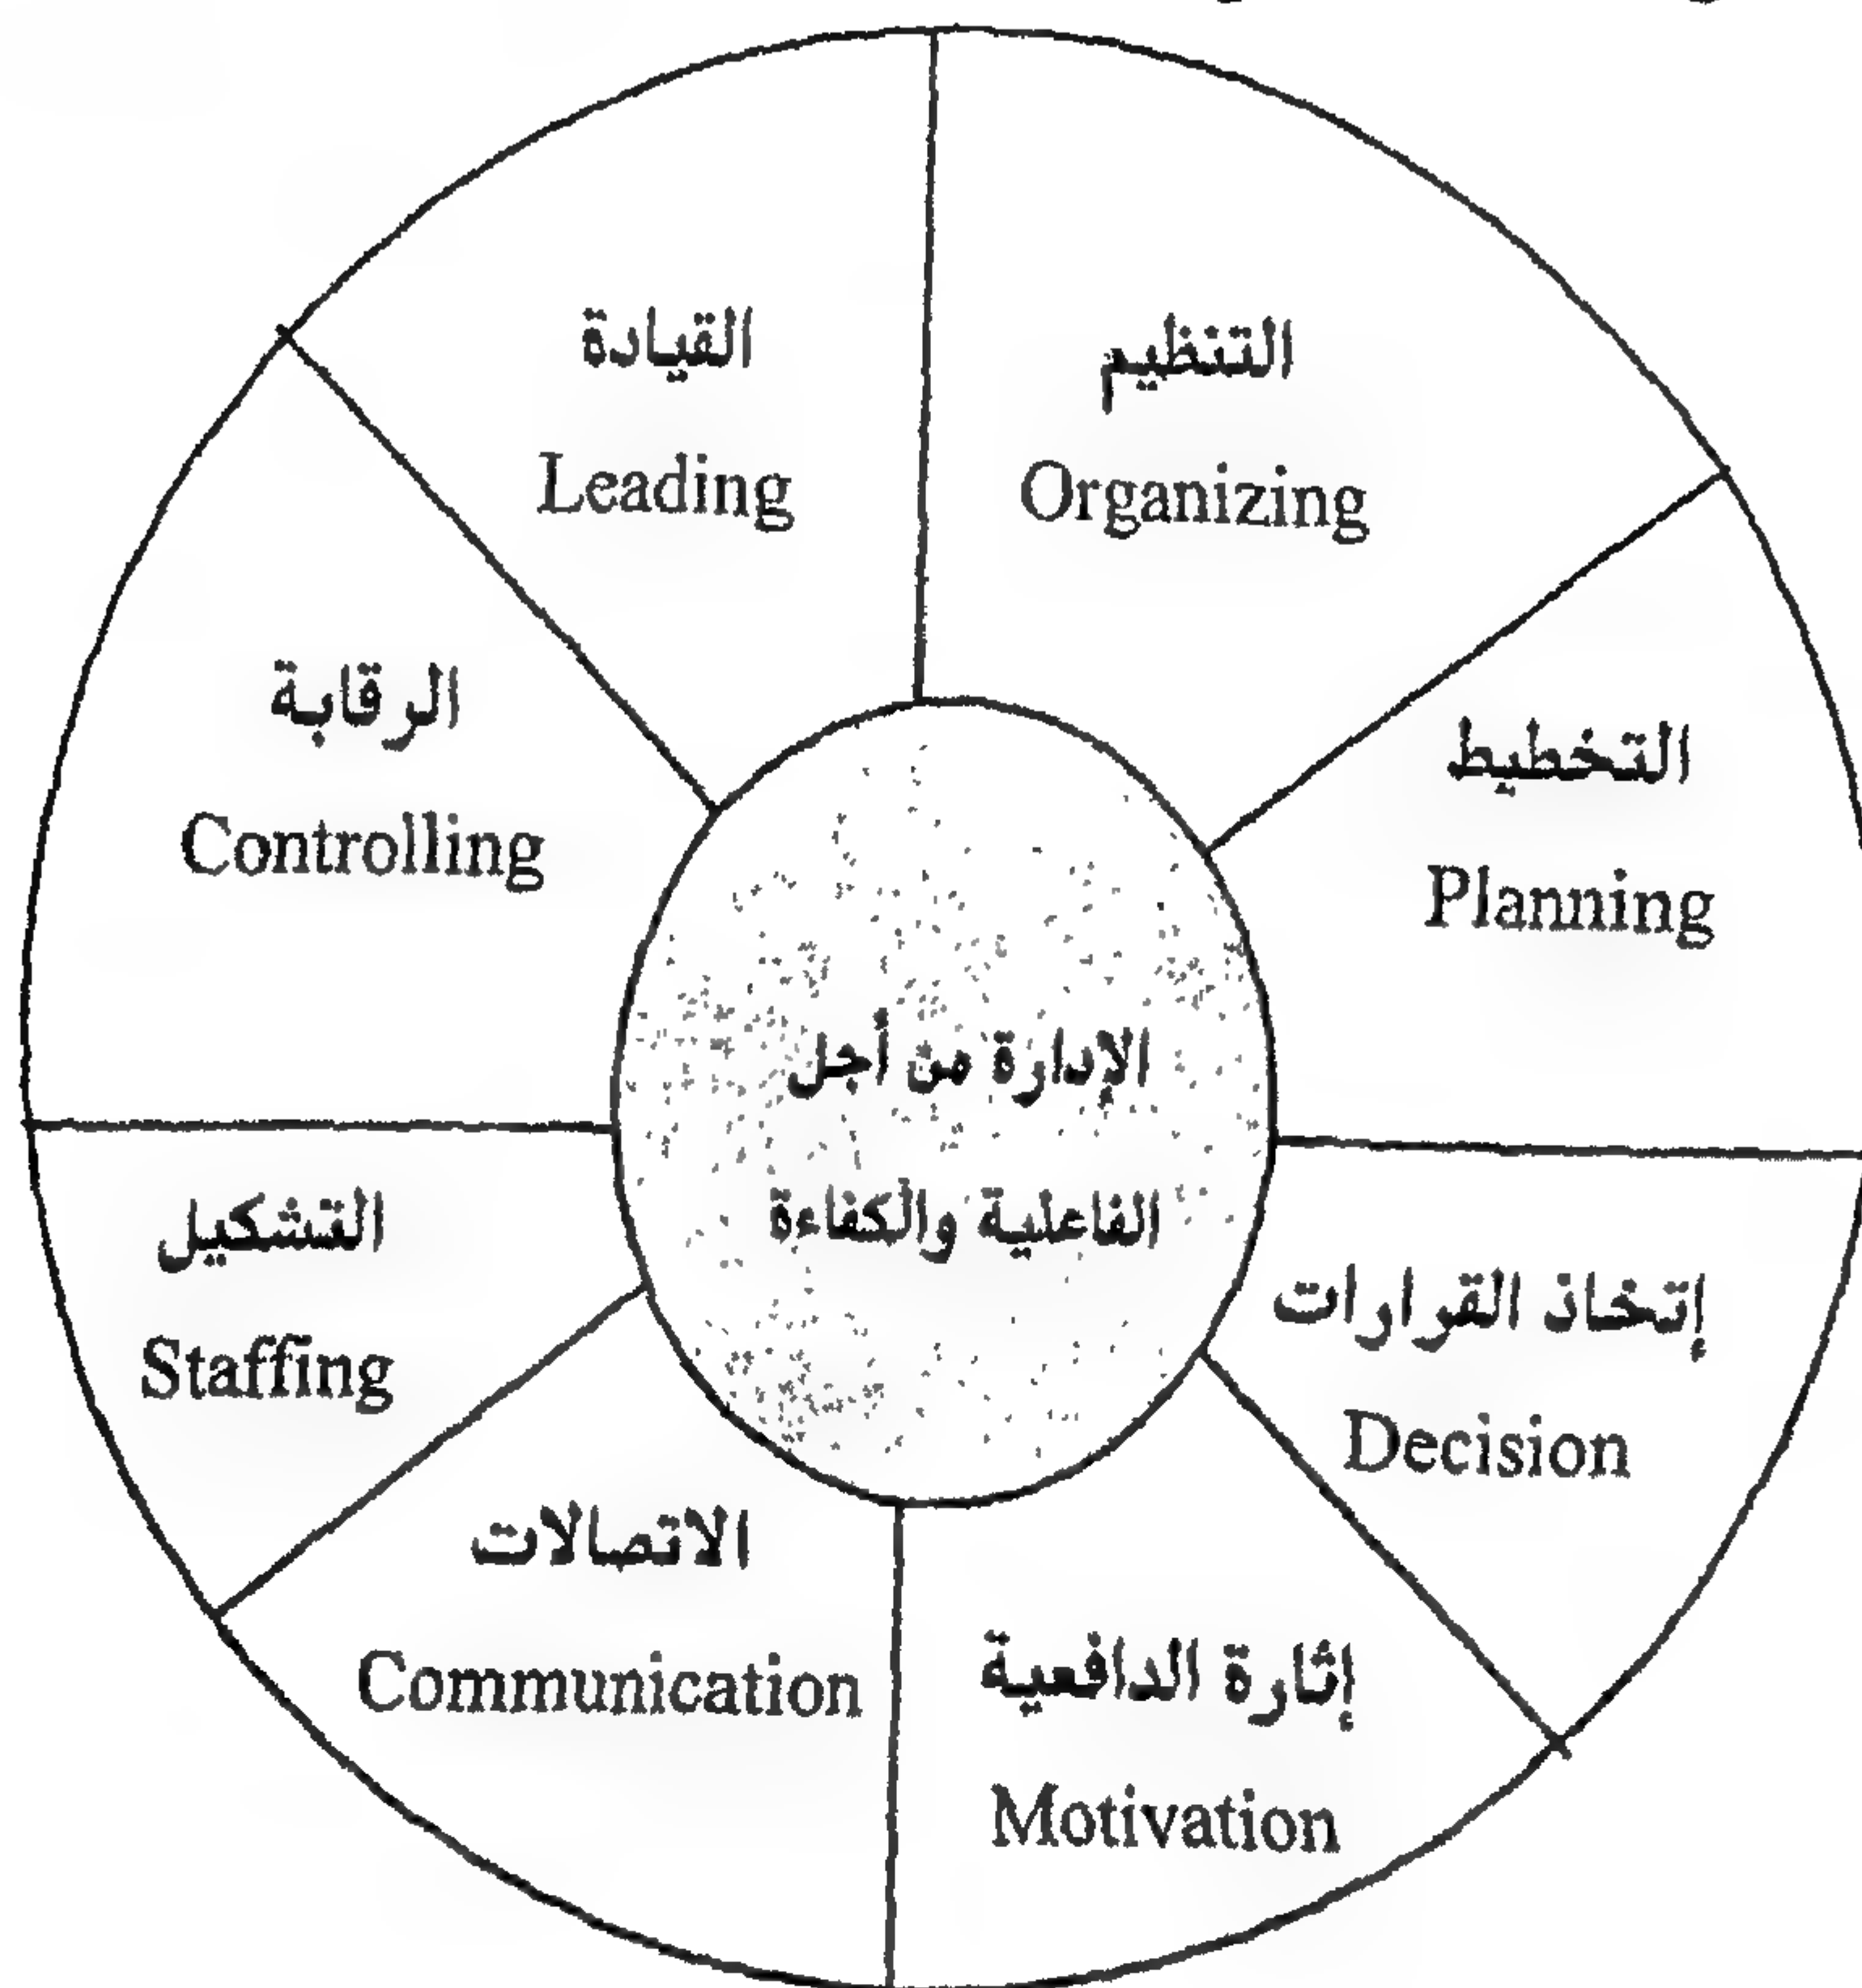 القيادة
Leading
التنظيم
Organizing
الرقابة
Controlling
التخطيط
Planning
الإدارة من أجل
الفاعلية والكفاءة
التشكيل
Staffing
إتخاذ القرارات
Decision
الاتصالات
Communication
إثارة الدافعية
Motivation